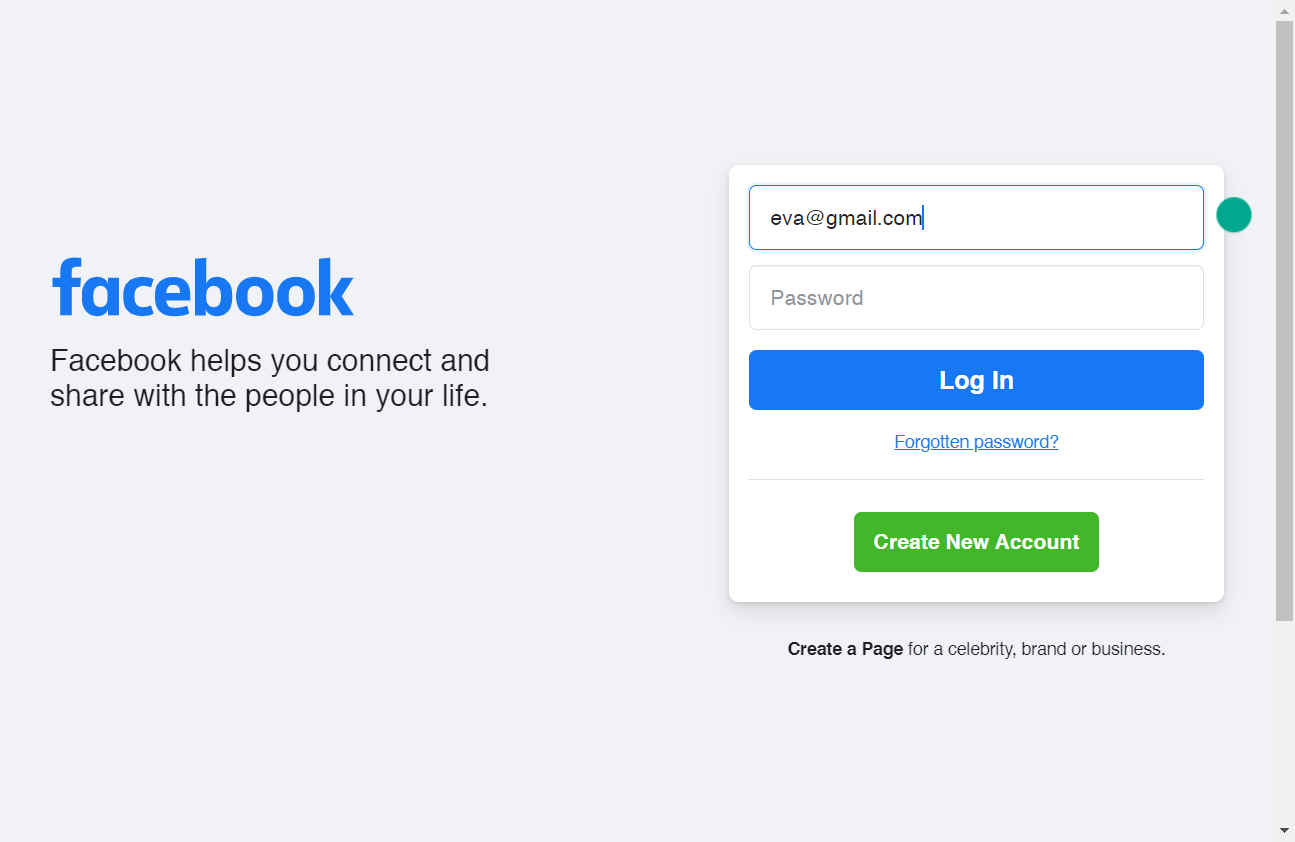 facebook
Facebook helps you connect and
share with the people in your life.
eva@gmail.com
Password
Log In
Forgotten password?
Create New Account
Create a Page for a celebrity, brand or business.